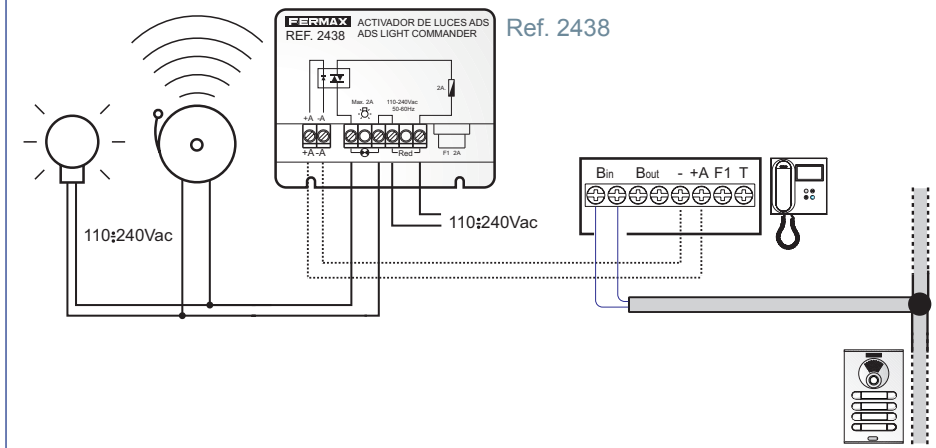 FERMAX ACTIVADOR DE LUCES ADS
REF. 2438 ADS LIGHT COMMANDER
Ref. 2438
2A.
Max. 2A
110-240Vac
50-60Hz
+A -A
+A -A
Red
F1 2A
110÷240Vac
110÷240Vac
Bin Bout - +A F1 T